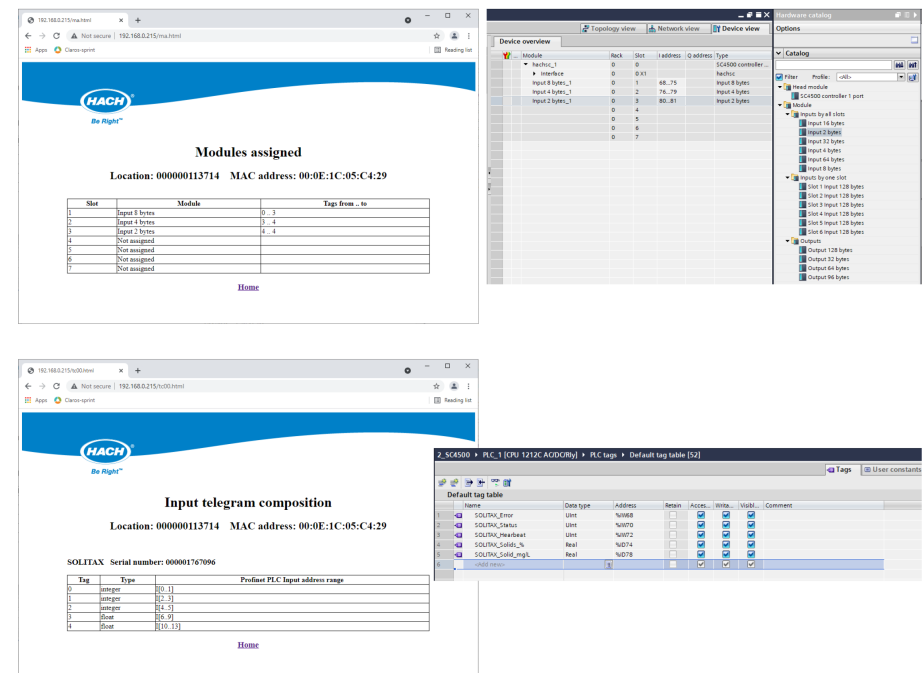 192.168.0.215/ma.html
Not secure | 192.168.0.215/ma.html
Apps Claros-sprint Reading list
HACH
Be Right™
Modules assigned
Location: 000000113714 MAC address: 00:0E:1C:05:C4:29
Slot Module Tags from .. to
1 Input 8 bytes 0 .. 3
2 Input 4 bytes 3 .. 4
3 Input 2 bytes 4 .. 4
4 Not assigned
5 Not assigned
6 Not assigned
7 Not assigned
Home
Topology view Network view Device view
Device overview
Module Rack Slot I address Q address Type
hachsc_1 0 0 SC4500 controller ...
Interface 0 0 X1 hachsc
Input 8 bytes_1 0 1 68...75 Input 8 bytes
Input 4 bytes_1 0 2 76...79 Input 4 bytes
Input 2 bytes_1 0 3 80...81 Input 2 bytes
0 4
0 5
0 6
0 7
Hardware catalog
Options
Catalog
Filter Profile: <All>
Head module
SC4500 controller 1 port
Module
Inputs by all slots
Input 16 bytes
Input 2 bytes
Input 32 bytes
Input 4 bytes
Input 64 bytes
Input 8 bytes
Inputs by one slot
Slot 1 Input 128 bytes
Slot 2 Input 128 bytes
Slot 3 Input 128 bytes
Slot 4 Input 128 bytes
Slot 5 Input 128 bytes
Slot 6 Input 128 bytes
Outputs
Output 128 bytes
Output 32 bytes
Output 64 bytes
Output 96 bytes
192.168.0.215/tc00.html
Not secure | 192.168.0.215/tc00.html
Apps Claros-sprint Reading list
HACH
Be Right™
Input telegram composition
Location: 000000113714 MAC address: 00:0E:1C:05:C4:29
SOLITAX Serial number: 000001767096
Tag Type Profinet PLC Input address range
0 integer I[0..1]
1 integer I[2..3]
2 integer I[4..5]
3 float I[6..9]
4 float I[10..13]
Home
2_SC4500 PLC_1 [CPU 1212C AC/DC/Rly] PLC tags Default tag table [52]
Tags User constants
Default tag table
Name Data type Address Retain Acces... Writa... Visibl... Comment
1 SOLITAX_Error UInt %IW68
2 SOLITAX_Status UInt %IW70
3 SOLITAX_Hearbeat UInt %IW72
4 SOLITAX_Solids_% Real %ID74
5 SOLITAX_Solid_mg/L Real %ID78
6 <Add new>